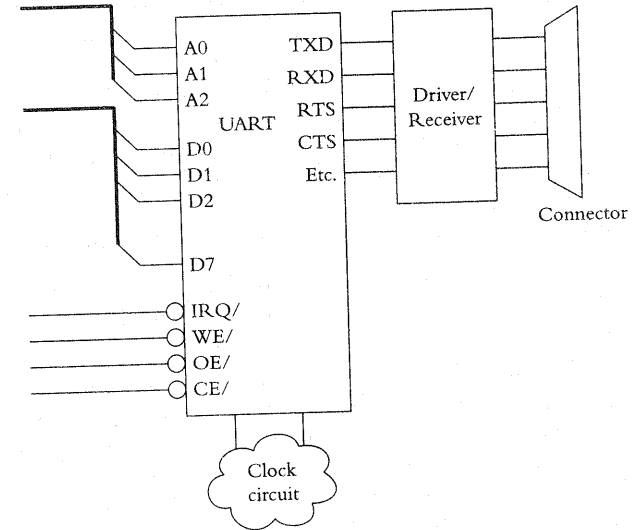 A0
A1
A2
D0
D1
D2
D7
IRQ/
WE/
OE/
CE/
UART
TXD
RXD
RTS
CTS
Etc.
Driver/
Receiver
Connector
Clock
circuit